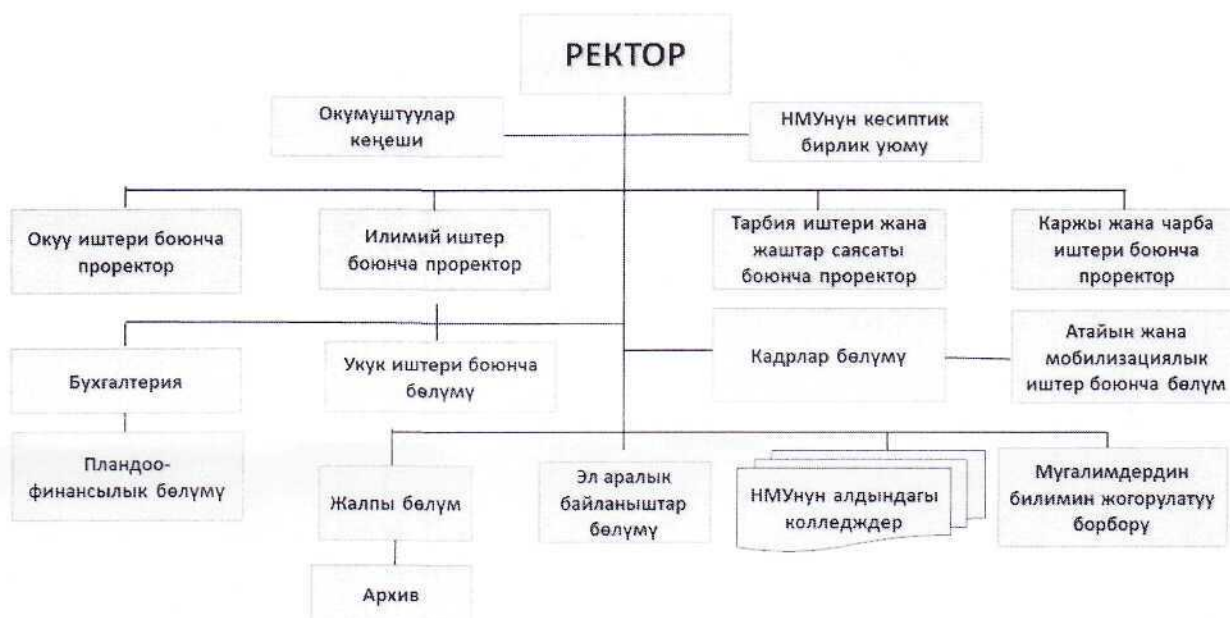 РЕКТОР
Окумуштуулар
кеңеши
НМУнун кесиптик
бирлик уюму
Окуу иштери боюнча
проректор
Илимий иштер
боюнча проректор
Тарбия иштери жана
жаштар саясаты
боюнча проректор
Каржы жана чарба
иштери боюнча
проректор
Бухгалтерия
Укук иштери боюнча
бөлүмү
Кадрлар бөлүмү
Атайын жана
мобилизациялык
иштер боюнча бөлүм
Пландоо-
финансылык бөлүмү
Жалпы бөлүм
Эл аралык
байланыштар
бөлүмү
НМУнун алдындагы
колледждер
Мугалимдердин
билимин жогорулатуу
борбору
Архив